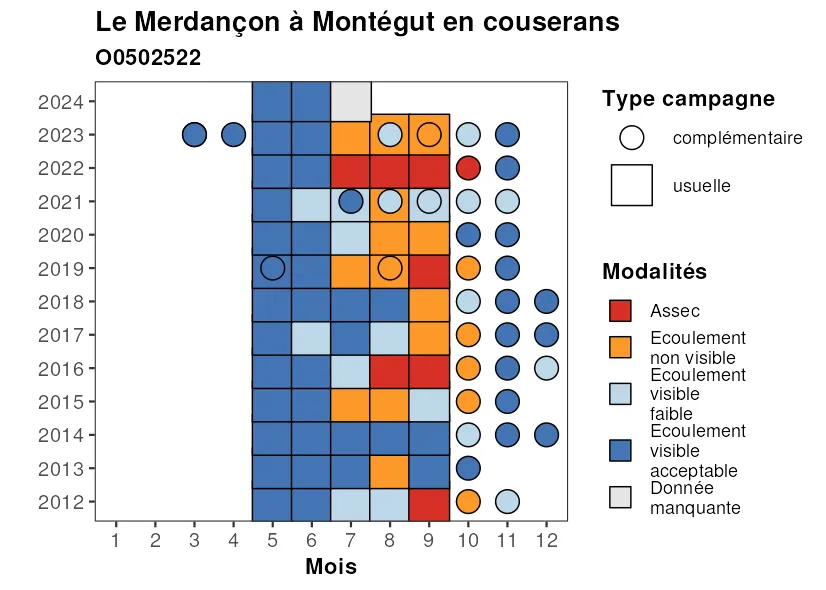 Le Merdançon à Montégut en couserans
O0502522
2024
2023
2022
2021
2020
2019
2018
2017
2016
2015
2014
2013
2012
1 2 3 4 5 6 7 8 9 10 11 12
Mois
Type campagne
complémentaire
usuelle
Modalités
Assec
Ecoulement
non visible
Ecoulement
visible
faible
Ecoulement
visible
acceptable
Donnée
manquante